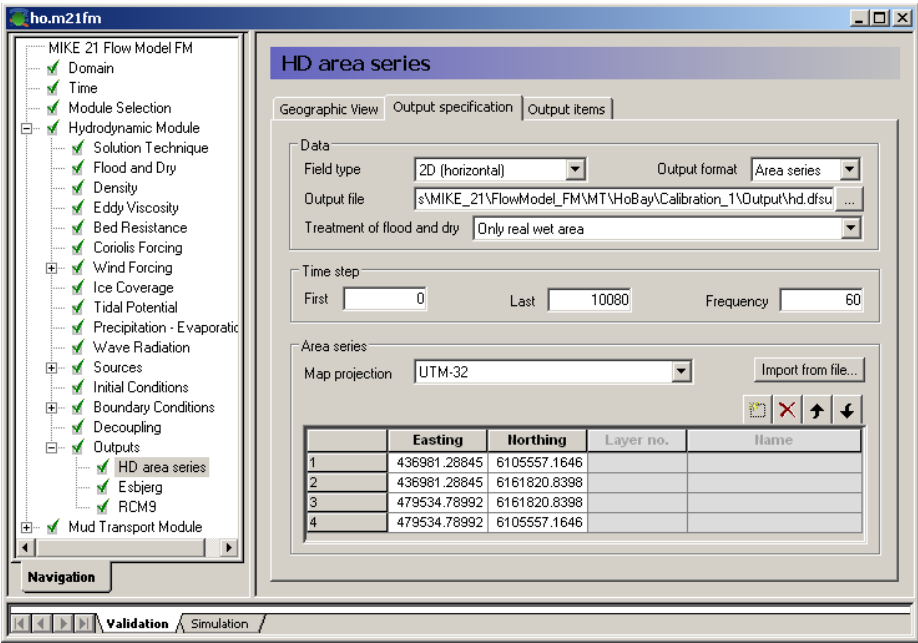 ho.m21fm
MIKE 21 Flow Model FM
Domain
Time
Module Selection
Hydrodynamic Module
Solution Technique
Flood and Dry
Density
Eddy Viscosity
Bed Resistance
Coriolis Forcing
Wind Forcing
Ice Coverage
Tidal Potential
Precipitation - Evaporatic
Wave Radiation
Sources
Initial Conditions
Boundary Conditions
Decoupling
Outputs
HD area series
Esbjerg
RCM9
Mud Transport Module
Navigation
HD area series
Geographic View Output specification Output items
Data
Field type 2D (horizontal) Output format Area series
Output file s\MIKE_21\FlowModel_FM\MT\HoBay\Calibration_1\Output\hd.dfsu ...
Treatment of flood and dry Only real wet area
Time step
First 0 Last 10080 Frequency 60
Area series
Map projection UTM-32 Import from file...
Easting Northing Layer no. Name
1 436981.28845 6105557.1646
2 436981.28845 6161820.8398
3 479534.78992 6161820.8398
4 479534.78992 6105557.1646
Validation Simulation